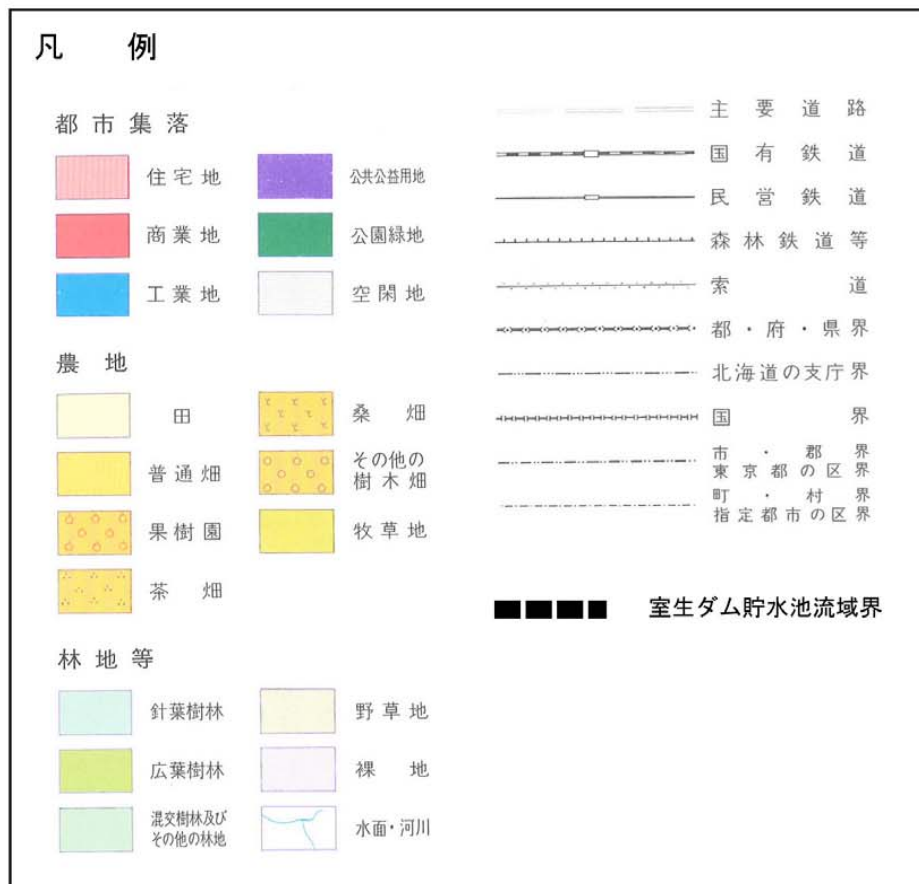 凡 例
都市集落
住宅地
商業地
工業地
公共公益用地
公園緑地
空閑地
農地
田
普通畑
果樹園
茶畑
桑畑
その他の
樹木畑
牧草地
林地等
針葉樹林
広葉樹林
混交樹林及び
その他の林地
野草地
裸地
水面・河川
主要道路
国有鉄道
民営鉄道
森林鉄道等
索道
都・府・県界
北海道の支庁界
国界
市・郡界
東京都の区界
町・村界
指定都市の区界
室生ダム貯水池流域界